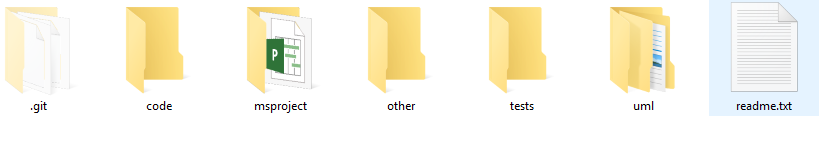 .git
code
msproject
other
tests
uml
readme.txt